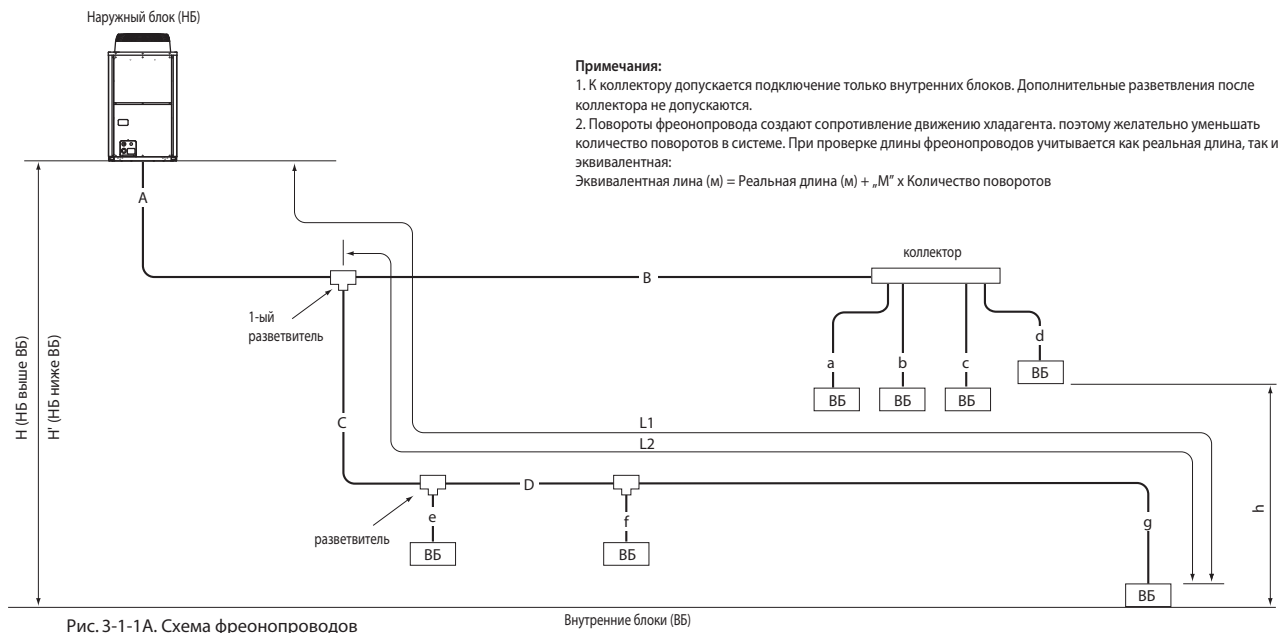 Наружный блок (НБ)
Примечания:
1. К коллектору допускается подключение только внутренних блоков. Дополнительные разветвления после
коллектора не допускаются.
2. Повороты фреонопровода создают сопротивление движению хладагента. поэтому желательно уменьшать
количество поворотов в системе. При проверке длины фреонопроводов учитывается как реальная длина, так и
эквивалентная:
Эквивалентная лина (м) = Реальная длина (м) + „М" x Количество поворотов
A
коллектор
B
1-ый
разветвитель
a
b
c
d
ВБ
ВБ
ВБ
ВБ
H (НБ выше ВБ)
H' (НБ ниже ВБ)
C
L1
L2
D
e
f
g
h
разветвитель
ВБ
ВБ
ВБ
Рис. 3-1-1A. Схема фреонопроводов
Внутренние блоки (ВБ)